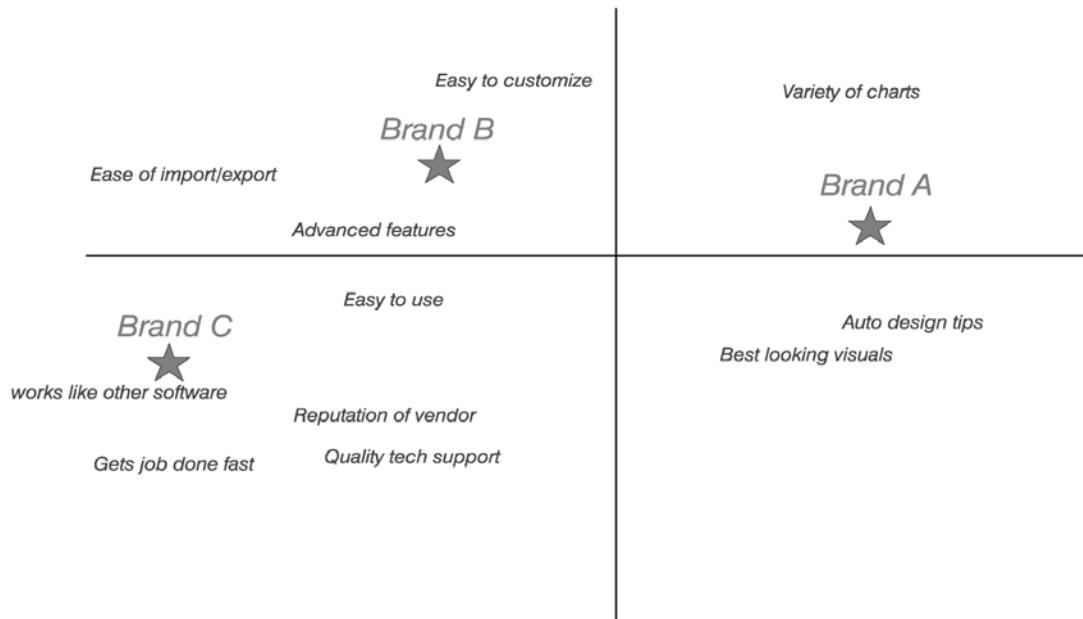 Easy to customize
Variety of charts
Brand B
Ease of import/export
Brand A
Advanced features
Easy to use
Brand C
Auto design tips
Best looking visuals
works like other software
Reputation of vendor
Gets job done fast
Quality tech support